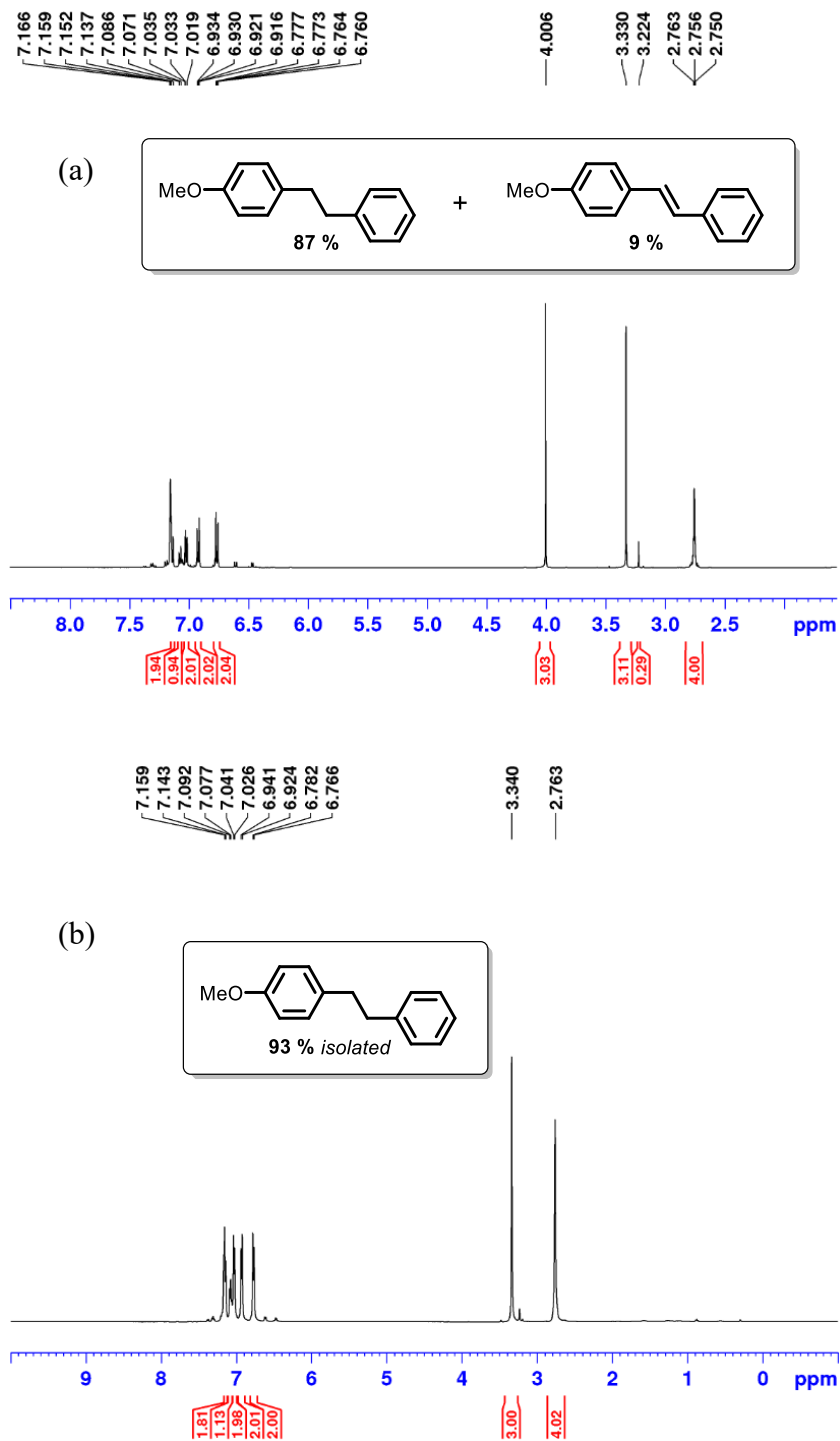 7.166 7.159 7.152 7.137 7.086 7.071 7.035 7.033 7.019 6.934 6.930 6.921 6.916 6.777 6.773 6.764 6.760 4.006 3.330 3.224 2.763 2.756 2.750
(a)
MeO + MeO
87 % 9 %
8.0 7.5 7.0 6.5 6.0 5.5 5.0 4.5 4.0 3.5 3.0 2.5 ppm
1.94 0.94 2.01 2.02 2.04 3.03 3.11 0.29 4.00
7.159 7.143 7.092 7.077 7.041 7.026 6.941 6.924 6.782 6.766 3.340 2.763
(b)
MeO
93 % isolated
9 8 7 6 5 4 3 2 1 0 ppm
1.81 1.13 1.98 2.01 2.00 3.00 4.02